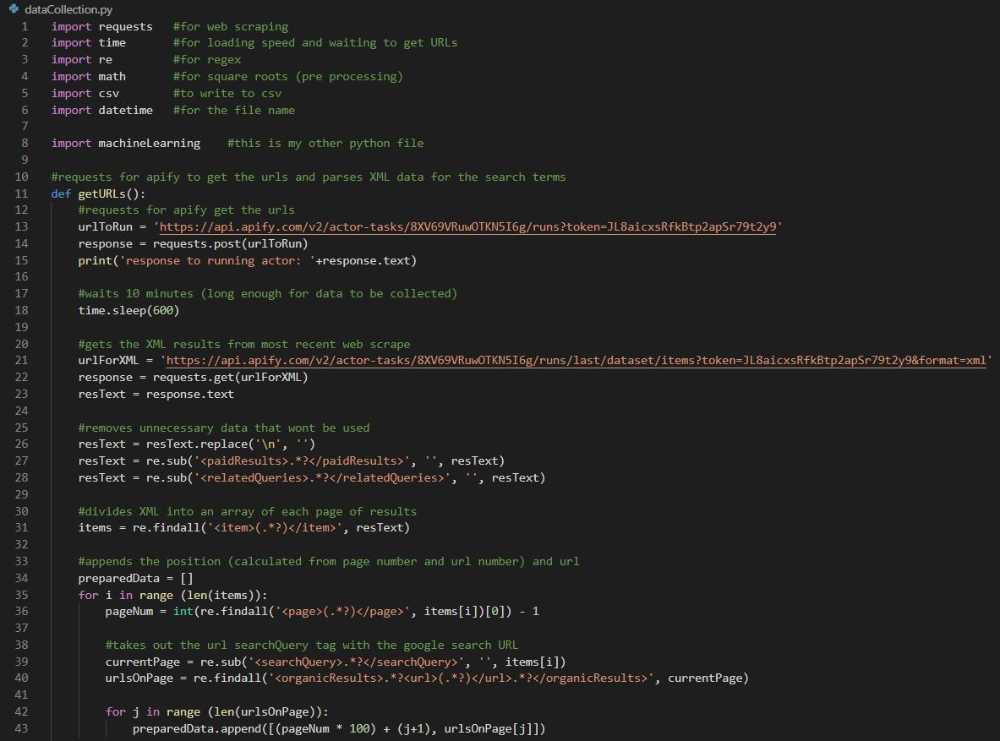 dataCollection.py
1 import requests #for web scraping
2 import time #for loading speed and waiting to get URLs
3 import re #for regex
4 import math #for square roots (pre processing)
5 import csv #to write to csv
6 import datetime #for the file name
7
8 import machineLearning #this is my other python file
9
10 #requests for apify to get the urls and parses XML data for the search terms
11 def getURLs():
12 #requests for apify get the urls
13 urlToRun = 'https://api.apify.com/v2/actor-tasks/8XV69VRuwOTKN5I6g/runs?token=JL8aicxsRfkBtp2apSr79t2y9'
14 response = requests.post(urlToRun)
15 print('response to running actor: '+response.text)
16
17 #waits 10 minutes (long enough for data to be collected)
18 time.sleep(600)
19
20 #gets the XML results from most recent web scrape
21 urlForXML = 'https://api.apify.com/v2/actor-tasks/8XV69VRuwOTKN5I6g/runs/last/dataset/items?token=JL8aicxsRfkBtp2apSr79t2y9&format=xml'
22 response = requests.get(urlForXML)
23 resText = response.text
24
25 #removes unnecessary data that wont be used
26 resText = resText.replace('\n', '')
27 resText = re.sub('<paidResults>.*?</paidResults>', '', resText)
28 resText = re.sub('<relatedQueries>.*?</relatedQueries>', '', resText)
29
30 #divides XML into an array of each page of results
31 items = re.findall('<item>(.*?)</item>', resText)
32
33 #appends the position (calculated from page number and url number) and url
34 preparedData = []
35 for i in range (len(items)):
36 pageNum = int(re.findall('<page>(.*?)</page>', items[i])[0]) - 1
37
38 #takes out the url searchQuery tag with the google search URL
39 currentPage = re.sub('<searchQuery>.*?</searchQuery>', '', items[i])
40 urlsOnPage = re.findall('<organicResults>.*?<url>(.*?)</url>.*?</organicResults>', currentPage)
41
42 for j in range (len(urlsOnPage)):
43 preparedData.append([(pageNum * 100) + (j+1), urlsOnPage[j]])